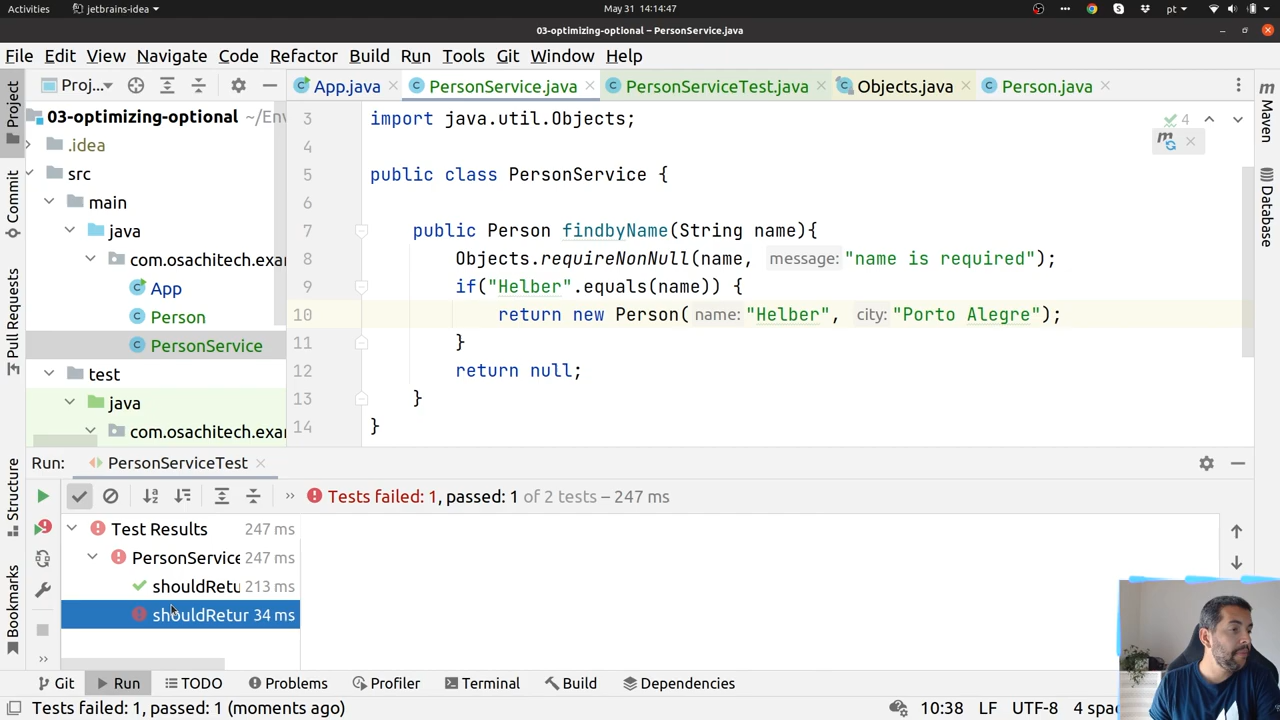 Activities
jetbrains-idea
May 31 14:14:47
pt
03-optimizing-optional – PersonService.java
File Edit View Navigate Code Refactor Build Run Tools Git Window Help
Proj...
App.java
PersonService.java
PersonServiceTest.java
Objects.java
Person.java
Project
Commit
Pull Requests
Structure
Bookmarks
03-optimizing-optional ~/Env
.idea
src
main
java
com.osachitech.exa
App
Person
PersonService
test
java
com.osachitech.exa
4
3 import java.util.Objects;
4
5 public class PersonService {
6
7 public Person findbyName(String name){
8 Objects.requireNonNull(name, message: "name is required");
9 if("Helber".equals(name)) {
10 return new Person( name: "Helber", city: "Porto Alegre");
11 }
12 return null;
13 }
14 }
m
Maven
Database
Run: PersonServiceTest
Tests failed: 1, passed: 1 of 2 tests – 247 ms
Test Results 247 ms
PersonService 247 ms
shouldRetu 213 ms
shouldRetur 34 ms
Git Run TODO Problems Profiler Terminal Build Dependencies
Tests failed: 1, passed: 1 (moments ago)
10:38 LF UTF-8 4 spac